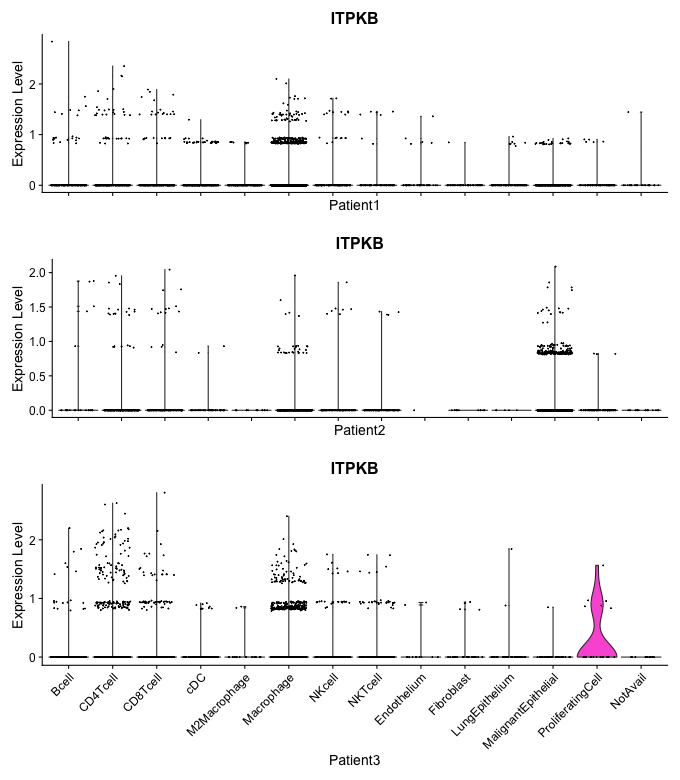 ITPKB
Expression Level
2
1
0
Patient1
ITPKB
Expression Level
2.0
1.5
1.0
0.5
0.0
Patient2
ITPKB
Expression Level
2
1
0
Bcell
CD4Tcell
CD8Tcell
cDC
M2Macrophage
Macrophage
NKcell
NKTcell
Endothelium
Fibroblast
LungEpithelium
MalignantEpithelial
ProliferatingCell
NotAvail
Patient3